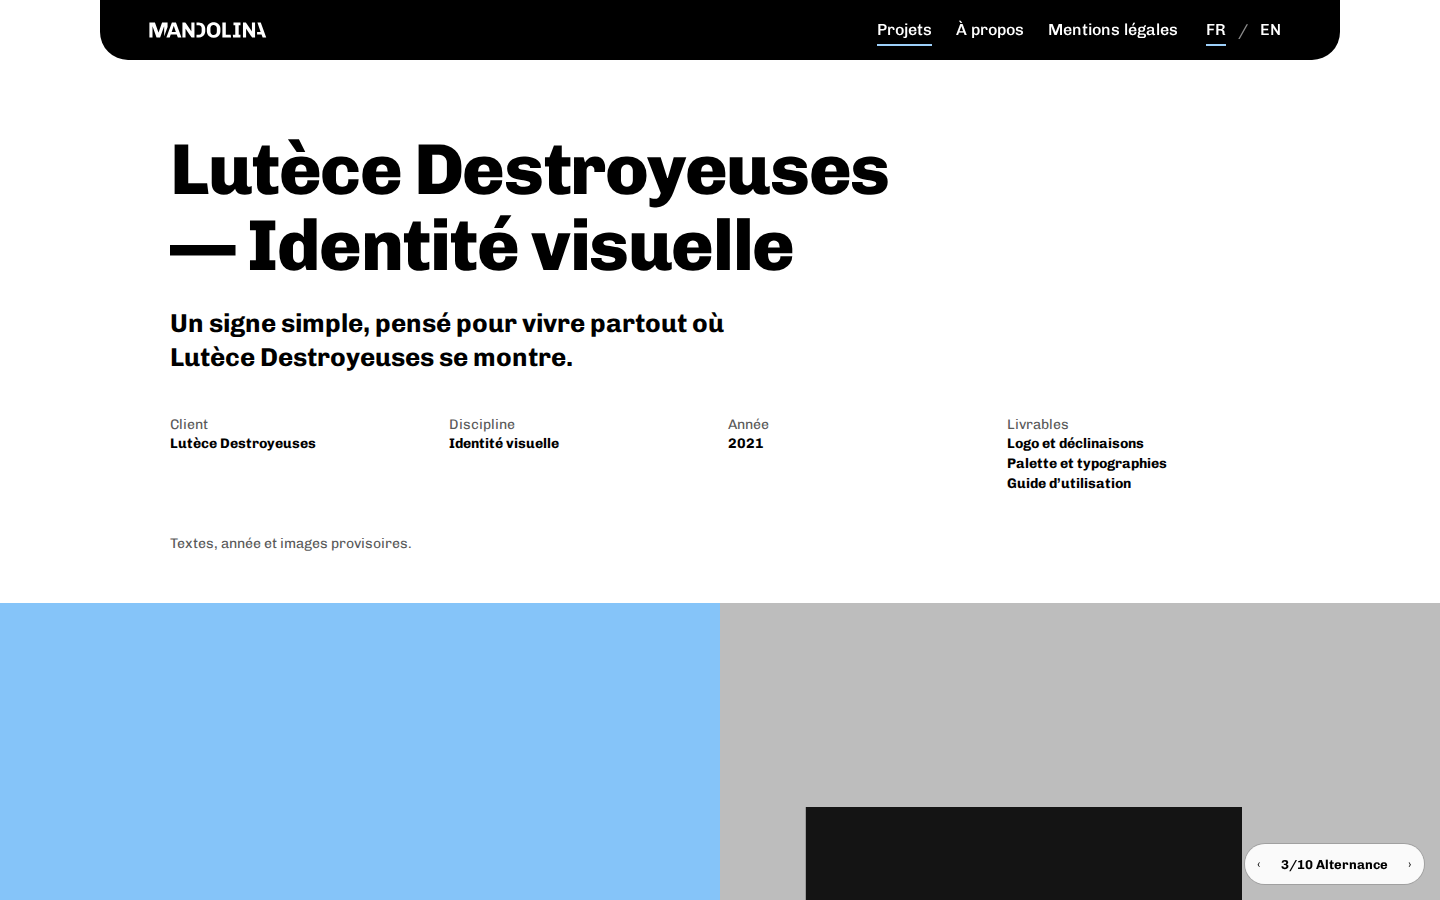 MANDOLINA
Projets À propos Mentions légales FR / EN
Lutèce Destroyeuses
— Identité visuelle
Un signe simple, pensé pour vivre partout où
Lutèce Destroyeuses se montre.
Client
Lutèce Destroyeuses
Discipline
Identité visuelle
Année
2021
Livrables
Logo et déclinaisons
Palette et typographies
Guide d’utilisation
Textes, année et images provisoires.
‹ 3/10 Alternance ›